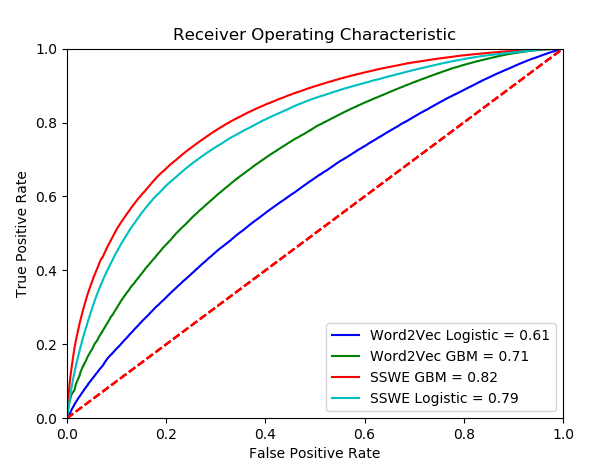 Receiver Operating Characteristic
True Positive Rate
1.0
0.8
0.6
0.4
0.2
0.0
Word2Vec Logistic = 0.61
Word2Vec GBM = 0.71
SSWE GBM = 0.82
SSWE Logistic = 0.79
0.0 0.2 0.4 0.6 0.8 1.0
False Positive Rate